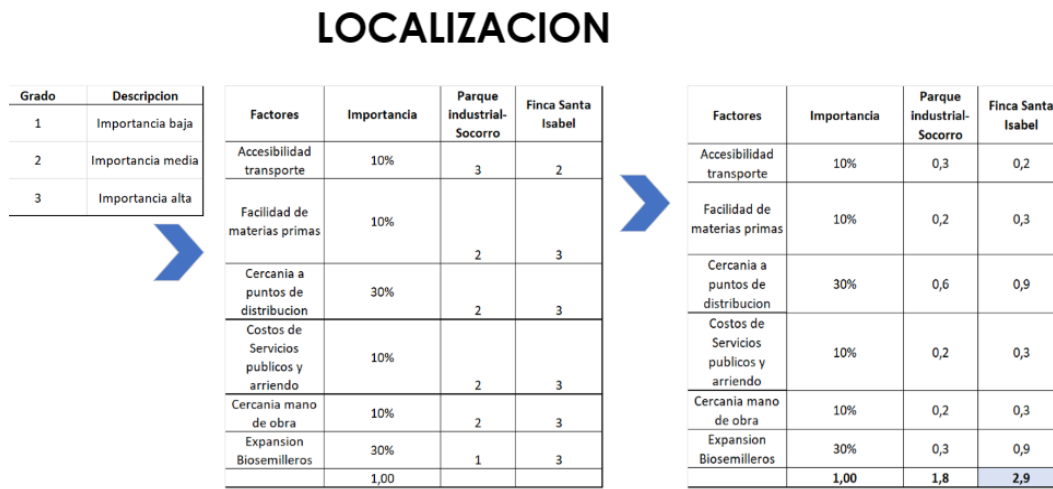 LOCALIZACION
Grado Descripcion
1 Importancia baja
2 Importancia media
3 Importancia alta
Factores Importancia Parque industrial-Socorro Finca Santa Isabel
Accesibilidad transporte 10% 3 2
Facilidad de materias primas 10% 2 3
Cercania a puntos de distribucion 30% 2 3
Costos de Servicios publicos y arriendo 10% 2 3
Cercania mano de obra 10% 2 3
Expansion Biosemilleros 30% 1 3
1,00
Factores Importancia Parque industrial-Socorro Finca Santa Isabel
Accesibilidad transporte 10% 0,3 0,2
Facilidad de materias primas 10% 0,2 0,3
Cercania a puntos de distribucion 30% 0,6 0,9
Costos de Servicios publicos y arriendo 10% 0,2 0,3
Cercania mano de obra 10% 0,2 0,3
Expansion Biosemilleros 30% 0,3 0,9
1,00 1,8 2,9